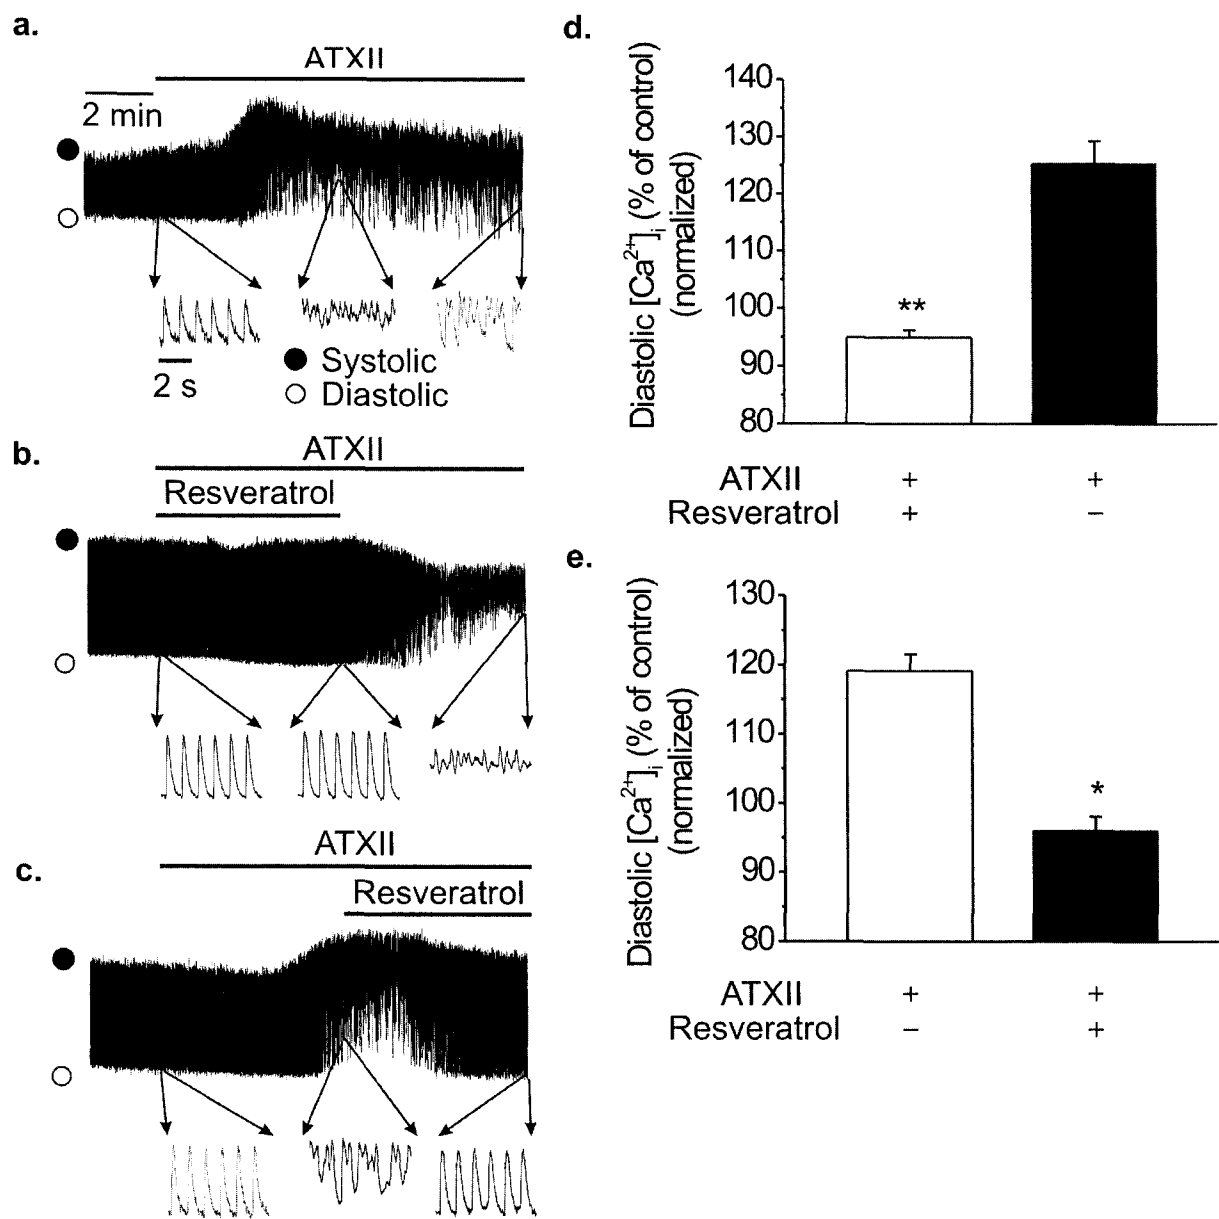 a.
ATXII
2 min
2 s
Systolic
Diastolic
b.
ATXII
Resveratrol
c.
ATXII
Resveratrol
d.
Diastolic [Ca²⁺]ᵢ (% of control)
(normalized)
140
130
120
110
100
90
80
**
ATXII + +
Resveratrol + −
e.
Diastolic [Ca²⁺]ᵢ (% of control)
(normalized)
130
120
110
100
90
80
*
ATXII + +
Resveratrol − +